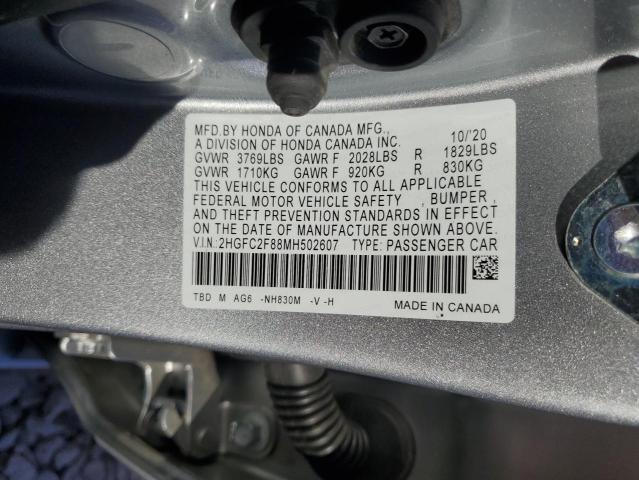 MFD.BY HONDA OF CANADA MFG., 10/'20
A DIVISION OF HONDA CANADA INC.
GVWR 3769LBS GAWR F 2028LBS R 1829LBS
GVWR 1710KG GAWR F 920KG R 830KG
THIS VEHICLE CONFORMS TO ALL APPLICABLE
FEDERAL MOTOR VEHICLE SAFETY , BUMPER ,
AND THEFT PREVENTION STANDARDS IN EFFECT
ON THE DATE OF MANUFACTURE SHOWN ABOVE.
V.I.N.:2HGFC2F88MH502607 TYPE: PASSENGER CAR
TBD M AG6 -NH830M -V -H MADE IN CANADA